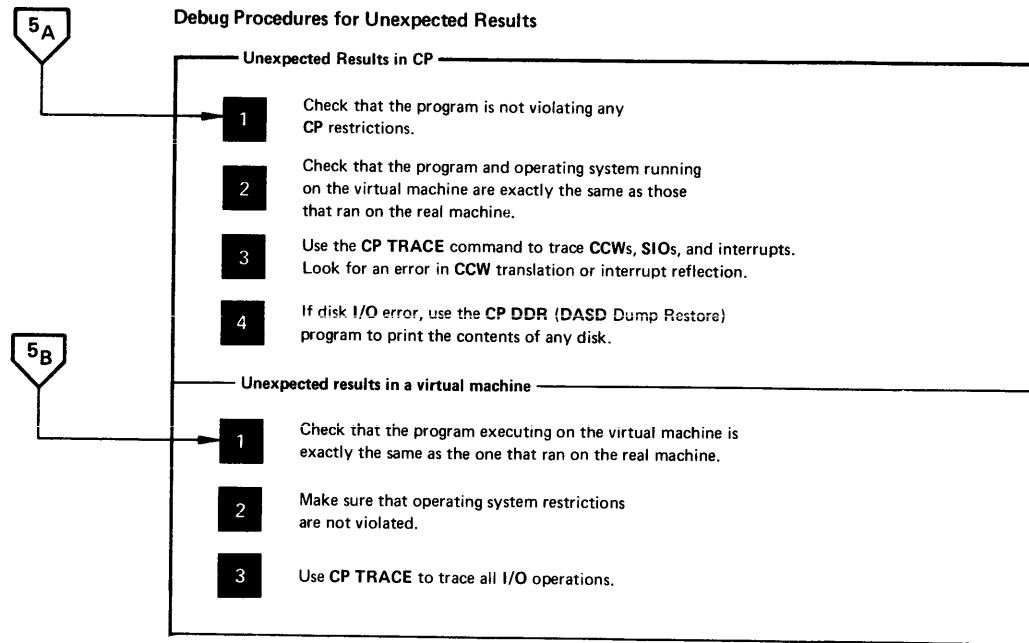 5A
Debug Procedures for Unexpected Results
Unexpected Results in CP
1
Check that the program is not violating any
CP restrictions.
2
Check that the program and operating system running
on the virtual machine are exactly the same as those
that ran on the real machine.
3
Use the CP TRACE command to trace CCWs, SIOs, and interrupts.
Look for an error in CCW translation or interrupt reflection.
4
If disk I/O error, use the CP DDR (DASD Dump Restore)
program to print the contents of any disk.
5B
Unexpected results in a virtual machine
1
Check that the program executing on the virtual machine is
exactly the same as the one that ran on the real machine.
2
Make sure that operating system restrictions
are not violated.
3
Use CP TRACE to trace all I/O operations.